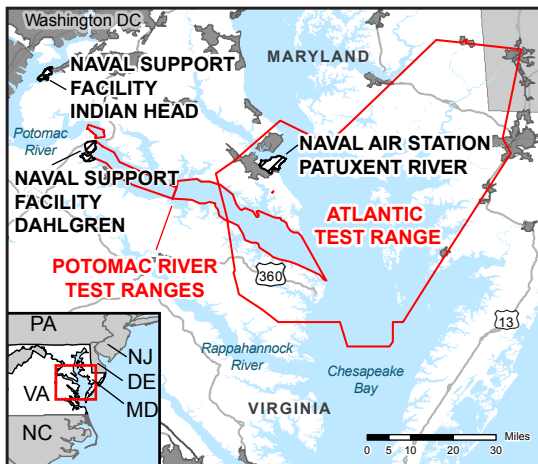 Washington DC
NAVAL SUPPORT
FACILITY
INDIAN HEAD
MARYLAND
Potomac
River
NAVAL AIR STATION
PATUXENT RIVER
NAVAL SUPPORT
FACILITY
DAHLGREN
ATLANTIC
TEST RANGE
POTOMAC RIVER
TEST RANGES
360
13
Rappahannock
River
Chesapeake
Bay
VIRGINIA
PA
NJ
DE
VA
MD
NC
Miles
0 5 10 20 30